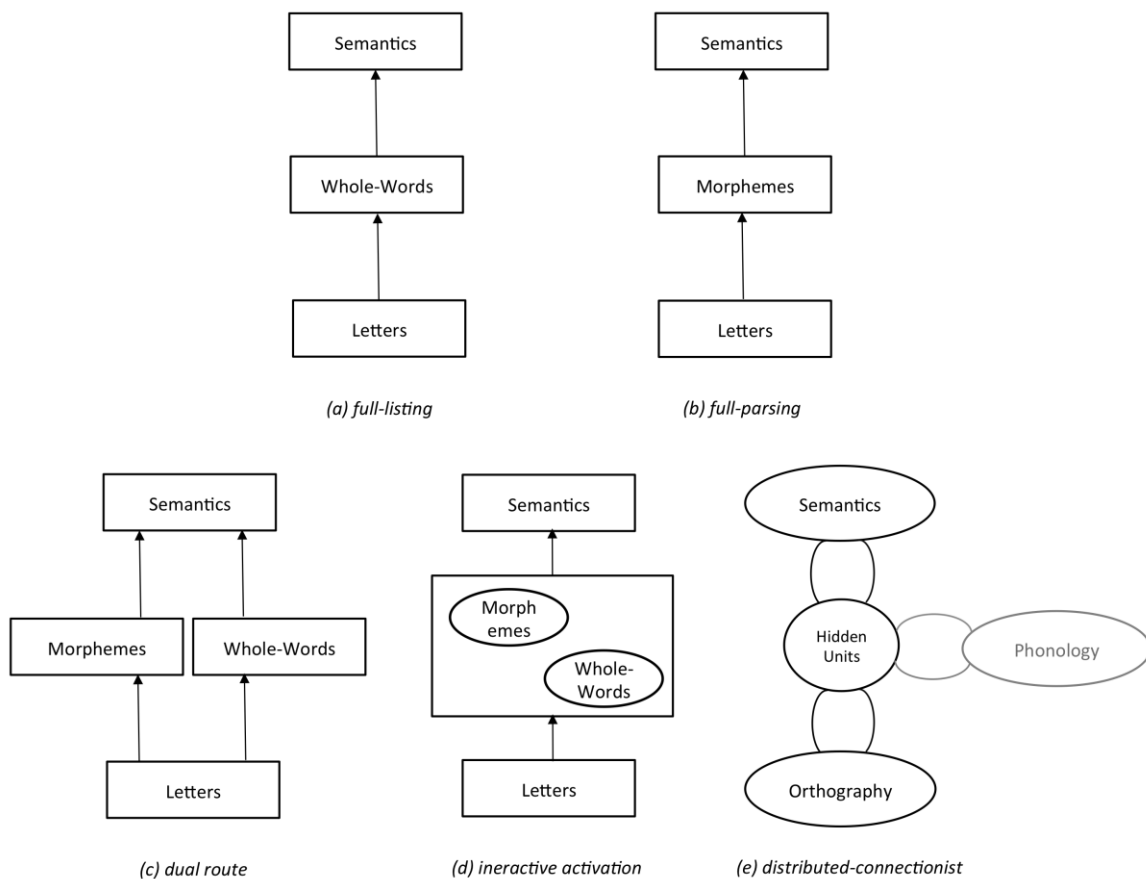 Semantics
Whole-Words
Letters
(a) full-listing
Semantics
Morphemes
Letters
(b) full-parsing
Semantics
Morphemes
Whole-Words
Letters
(c) dual route
Semantics
Morph
emes
Whole-
Words
Letters
(d) ineractive activation
Semantics
Hidden
Units
Phonology
Orthography
(e) distributed-connectionist